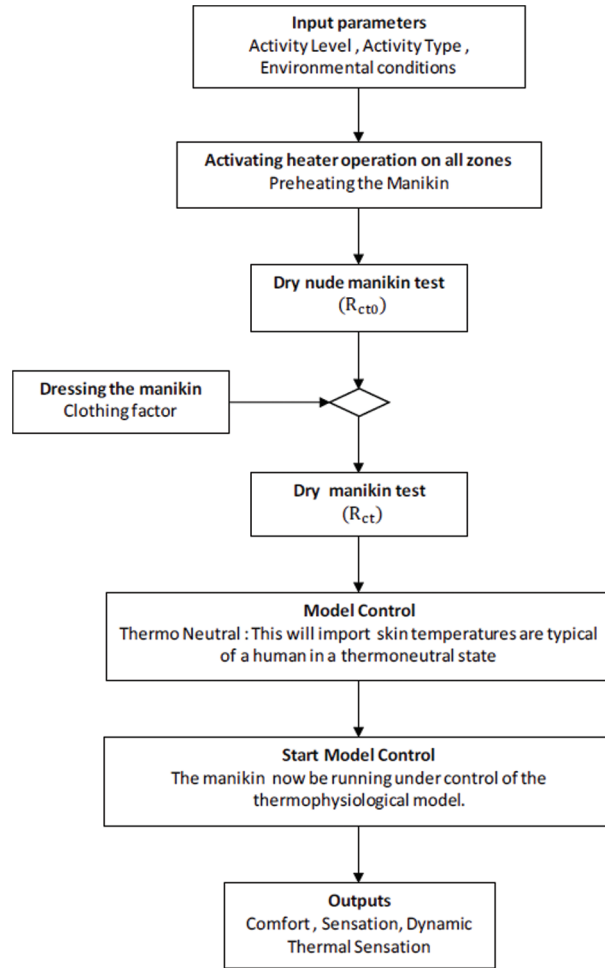 Input parameters
Activity Level , Activity Type ,
Environmental conditions
Activating heater operation on all zones
Preheating the Manikin
Dry nude manikin test
(Rct0)
Dressing the manikin
Clothing factor
Dry manikin test
(Rct)
Model Control
Thermo Neutral : This will import skin temperatures are typical
of a human in a thermoneutral state
Start Model Control
The manikin now be running under control of the
thermophysiological model.
Outputs
Comfort , Sensation, Dynamic
Thermal Sensation